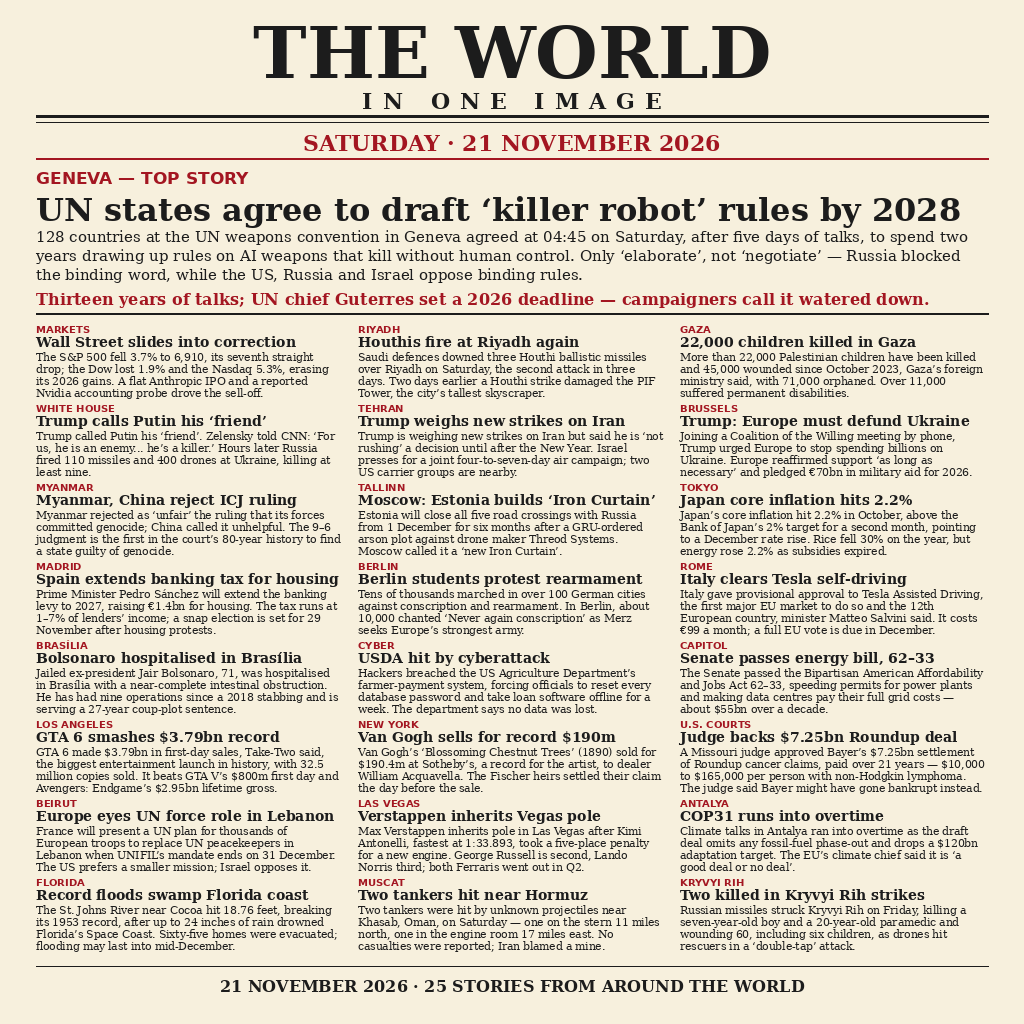 THE WORLD
IN ONE IMAGE
SATURDAY · 21 NOVEMBER 2026
GENEVA — TOP STORY
UN states agree to draft ‘killer robot’ rules by 2028
128 countries at the UN weapons convention in Geneva agreed at 04:45 on Saturday, after five days of talks, to spend two
years drawing up rules on AI weapons that kill without human control. Only ‘elaborate’, not ‘negotiate’ — Russia blocked
the binding word, while the US, Russia and Israel oppose binding rules.
Thirteen years of talks; UN chief Guterres set a 2026 deadline — campaigners call it watered down.
MARKETS
Wall Street slides into correction
The S&P 500 fell 3.7% to 6,910, its seventh straight
drop; the Dow lost 1.9% and the Nasdaq 5.3%, erasing
its 2026 gains. A flat Anthropic IPO and a reported
Nvidia accounting probe drove the sell-off.
WHITE HOUSE
Trump calls Putin his ‘friend’
Trump called Putin his ‘friend’. Zelensky told CNN: ‘For
us, he is an enemy... he’s a killer.’ Hours later Russia
fired 110 missiles and 400 drones at Ukraine, killing at
least nine.
MYANMAR
Myanmar, China reject ICJ ruling
Myanmar rejected as ‘unfair’ the ruling that its forces
committed genocide; China called it unhelpful. The 9–6
judgment is the first in the court’s 80-year history to find
a state guilty of genocide.
MADRID
Spain extends banking tax for housing
Prime Minister Pedro Sánchez will extend the banking
levy to 2027, raising €1.4bn for housing. The tax runs at
1–7% of lenders’ income; a snap election is set for 29
November after housing protests.
BRASÍLIA
Bolsonaro hospitalised in Brasília
Jailed ex-president Jair Bolsonaro, 71, was hospitalised
in Brasília with a near-complete intestinal obstruction.
He has had nine operations since a 2018 stabbing and is
serving a 27-year coup-plot sentence.
LOS ANGELES
GTA 6 smashes $3.79bn record
GTA 6 made $3.79bn in first-day sales, Take-Two said,
the biggest entertainment launch in history, with 32.5
million copies sold. It beats GTA V’s $800m first day and
Avengers: Endgame’s $2.95bn lifetime gross.
BEIRUT
Europe eyes UN force role in Lebanon
France will present a UN plan for thousands of
European troops to replace UN peacekeepers in
Lebanon when UNIFIL’s mandate ends on 31 December.
The US prefers a smaller mission; Israel opposes it.
FLORIDA
Record floods swamp Florida coast
The St. Johns River near Cocoa hit 18.76 feet, breaking
its 1953 record, after up to 24 inches of rain drowned
Florida’s Space Coast. Sixty-five homes were evacuated;
flooding may last into mid-December.
RIYADH
Houthis fire at Riyadh again
Saudi defences downed three Houthi ballistic missiles
over Riyadh on Saturday, the second attack in three
days. Two days earlier a Houthi strike damaged the PIF
Tower, the city’s tallest skyscraper.
TEHRAN
Trump weighs new strikes on Iran
Trump is weighing new strikes on Iran but said he is ‘not
rushing’ a decision until after the New Year. Israel
presses for a joint four-to-seven-day air campaign; two
US carrier groups are nearby.
TALLINN
Moscow: Estonia builds ‘Iron Curtain’
Estonia will close all five road crossings with Russia
from 1 December for six months after a GRU-ordered
arson plot against drone maker Threod Systems.
Moscow called it a ‘new Iron Curtain’.
BERLIN
Berlin students protest rearmament
Tens of thousands marched in over 100 German cities
against conscription and rearmament. In Berlin, about
10,000 chanted ‘Never again conscription’ as Merz
seeks Europe’s strongest army.
CYBER
USDA hit by cyberattack
Hackers breached the US Agriculture Department’s
farmer-payment system, forcing officials to reset every
database password and take loan software offline for a
week. The department says no data was lost.
NEW YORK
Van Gogh sells for record $190m
Van Gogh’s ‘Blossoming Chestnut Trees’ (1890) sold for
$190.4m at Sotheby’s, a record for the artist, to dealer
William Acquavella. The Fischer heirs settled their claim
the day before the sale.
LAS VEGAS
Verstappen inherits Vegas pole
Max Verstappen inherits pole in Las Vegas after Kimi
Antonelli, fastest at 1:33.893, took a five-place penalty
for a new engine. George Russell is second, Lando
Norris third; both Ferraris went out in Q2.
MUSCAT
Two tankers hit near Hormuz
Two tankers were hit by unknown projectiles near
Khasab, Oman, on Saturday — one on the stern 11 miles
north, one in the engine room 17 miles east. No
casualties were reported; Iran blamed a mine.
GAZA
22,000 children killed in Gaza
More than 22,000 Palestinian children have been killed
and 45,000 wounded since October 2023, Gaza’s foreign
ministry said, with 71,000 orphaned. Over 11,000
suffered permanent disabilities.
BRUSSELS
Trump: Europe must defund Ukraine
Joining a Coalition of the Willing meeting by phone,
Trump urged Europe to stop spending billions on
Ukraine. Europe reaffirmed support ‘as long as
necessary’ and pledged €70bn in military aid for 2026.
TOKYO
Japan core inflation hits 2.2%
Japan’s core inflation hit 2.2% in October, above the
Bank of Japan’s 2% target for a second month, pointing
to a December rate rise. Rice fell 30% on the year, but
energy rose 2.2% as subsidies expired.
ROME
Italy clears Tesla self-driving
Italy gave provisional approval to Tesla Assisted Driving,
the first major EU market to do so and the 12th
European country, minister Matteo Salvini said. It costs
€99 a month; a full EU vote is due in December.
CAPITOL
Senate passes energy bill, 62–33
The Senate passed the Bipartisan American Affordability
and Jobs Act 62–33, speeding permits for power plants
and making data centres pay their full grid costs —
about $55bn over a decade.
U.S. COURTS
Judge backs $7.25bn Roundup deal
A Missouri judge approved Bayer’s $7.25bn settlement
of Roundup cancer claims, paid over 21 years — $10,000
to $165,000 per person with non-Hodgkin lymphoma.
The judge said Bayer might have gone bankrupt instead.
ANTALYA
COP31 runs into overtime
Climate talks in Antalya ran into overtime as the draft
deal omits any fossil-fuel phase-out and drops a $120bn
adaptation target. The EU’s climate chief said it is ‘a
good deal or no deal’.
KRYVYI RIH
Two killed in Kryvyi Rih strikes
Russian missiles struck Kryvyi Rih on Friday, killing a
seven-year-old boy and a 20-year-old paramedic and
wounding 60, including six children, as drones hit
rescuers in a ‘double-tap’ attack.
21 NOVEMBER 2026 · 25 STORIES FROM AROUND THE WORLD